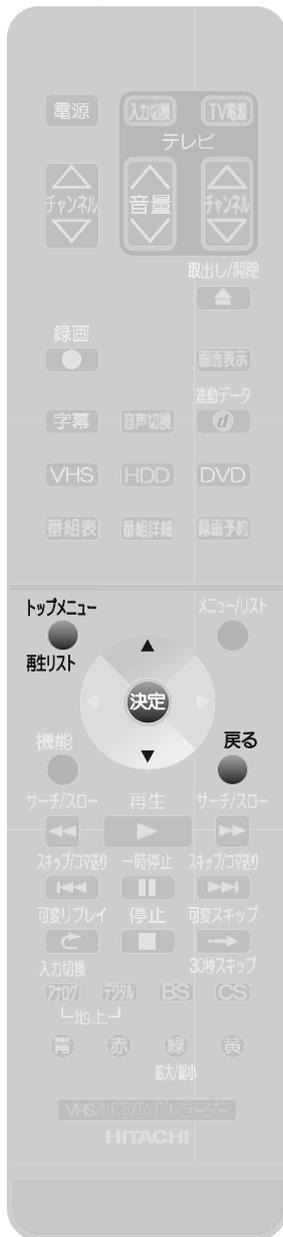 電源 入力切換 TV電源
テレビ
チャンネル 音量 チャンネル
取出し/開閉
録画 画面表示
連動データ
字幕 音声切換 d
VHS HDD DVD
番組表 番組詳細 録画予約
トップメニュー メニュー/リスト
再生リスト
決定
機能 戻る
サーチ/スロー 再生 サーチ/スロー
スキップ/コマ送り 一時停止 スキップ/コマ送り
可変リプレイ 停止 可変スキップ
入力切換 30秒スキップ
アナログ デジタル BS CS
地上
青 赤 緑 黄
拡大/縮小
HITACHI